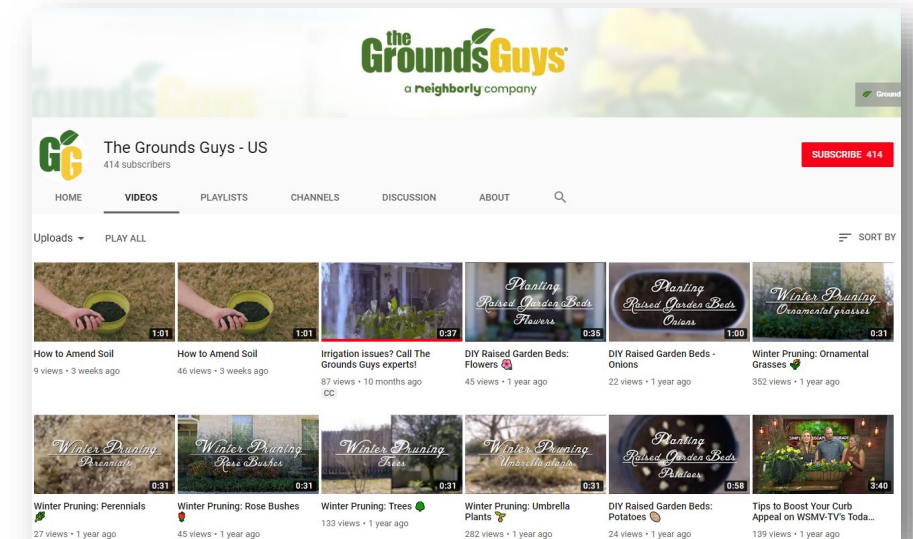 the
GroundsGuys
a neighborly company
Ground
GG
The Grounds Guys - US
414 subscribers
SUBSCRIBE 414
HOME VIDEOS PLAYLISTS CHANNELS DISCUSSION ABOUT
Uploads PLAY ALL SORT BY
1:01
1:01
0:37
Planting
Raised Garden Beds
Flowers
0:35
Planting
Raised Garden Beds
Onions
1:00
Winter Pruning
Ornamental grasses
0:31
How to Amend Soil
9 views • 3 weeks ago
How to Amend Soil
46 views • 3 weeks ago
Irrigation issues? Call The
Grounds Guys experts!
87 views • 10 months ago
CC
DIY Raised Garden Beds:
Flowers 🌺
45 views • 1 year ago
DIY Raised Garden Beds -
Onions
22 views • 1 year ago
Winter Pruning: Ornamental
Grasses 🌿
352 views • 1 year ago
Winter Pruning
Perennials
0:31
Winter Pruning
Rose Bushes
0:31
Winter Pruning
Trees
0:31
Winter Pruning
Umbrella plants
0:31
Planting
Raised Garden Beds
Potatoes
0:58
3:40
Winter Pruning: Perennials
🌿
27 views • 1 year ago
Winter Pruning: Rose Bushes
🌹
45 views • 1 year ago
Winter Pruning: Trees 🌳
133 views • 1 year ago
Winter Pruning: Umbrella
Plants 🌱
282 views • 1 year ago
DIY Raised Garden Beds:
Potatoes 🥔
24 views • 1 year ago
Tips to Boost Your Curb
Appeal on WSMV-TV's Toda...
139 views • 1 year ago